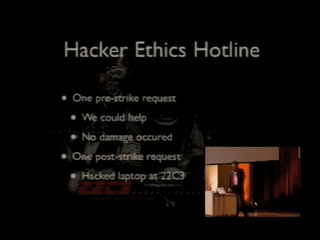 Hacker Ethics Hotline
• One pre-strike request
• We could help
• No damage occured
• One post-strike request
• Hacked laptop at 22C3
22C3